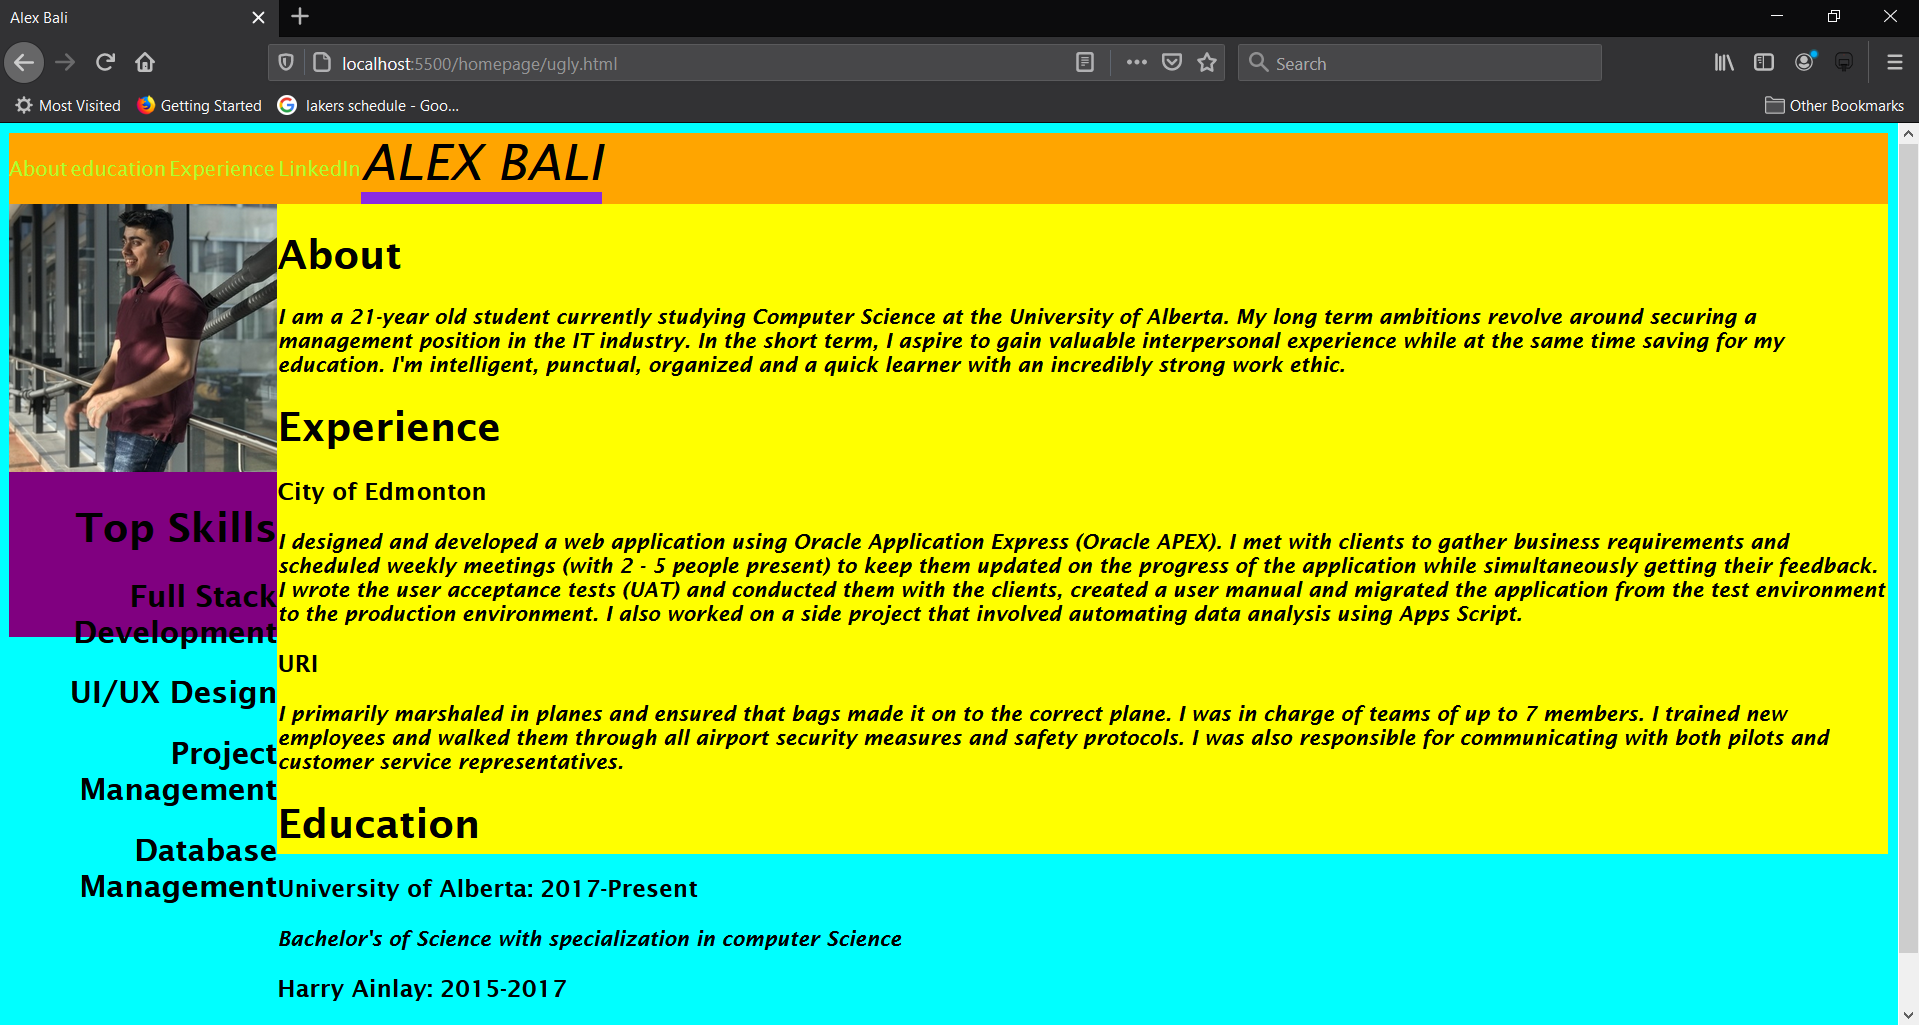 Alex Bali
localhost:5500/homepage/ugly.html
Search
Most Visited Getting Started lakers schedule - Goo... Other Bookmarks
About education Experience LinkedIn ALEX BALI
About
I am a 21-year old student currently studying Computer Science at the University of Alberta. My long term ambitions revolve around securing a
management position in the IT industry. In the short term, I aspire to gain valuable interpersonal experience while at the same time saving for my
education. I'm intelligent, punctual, organized and a quick learner with an incredibly strong work ethic.
Experience
City of Edmonton
I designed and developed a web application using Oracle Application Express (Oracle APEX). I met with clients to gather business requirements and
scheduled weekly meetings (with 2 - 5 people present) to keep them updated on the progress of the application while simultaneously getting their feedback.
I wrote the user acceptance tests (UAT) and conducted them with the clients, created a user manual and migrated the application from the test environment
to the production environment. I also worked on a side project that involved automating data analysis using Apps Script.
URI
I primarily marshaled in planes and ensured that bags made it on to the correct plane. I was in charge of teams of up to 7 members. I trained new
employees and walked them through all airport security measures and safety protocols. I was also responsible for communicating with both pilots and
customer service representatives.
Education
University of Alberta: 2017-Present
Bachelor's of Science with specialization in computer Science
Harry Ainlay: 2015-2017
Top Skills
Full Stack
Development
UI/UX Design
Project
Management
Database
Management